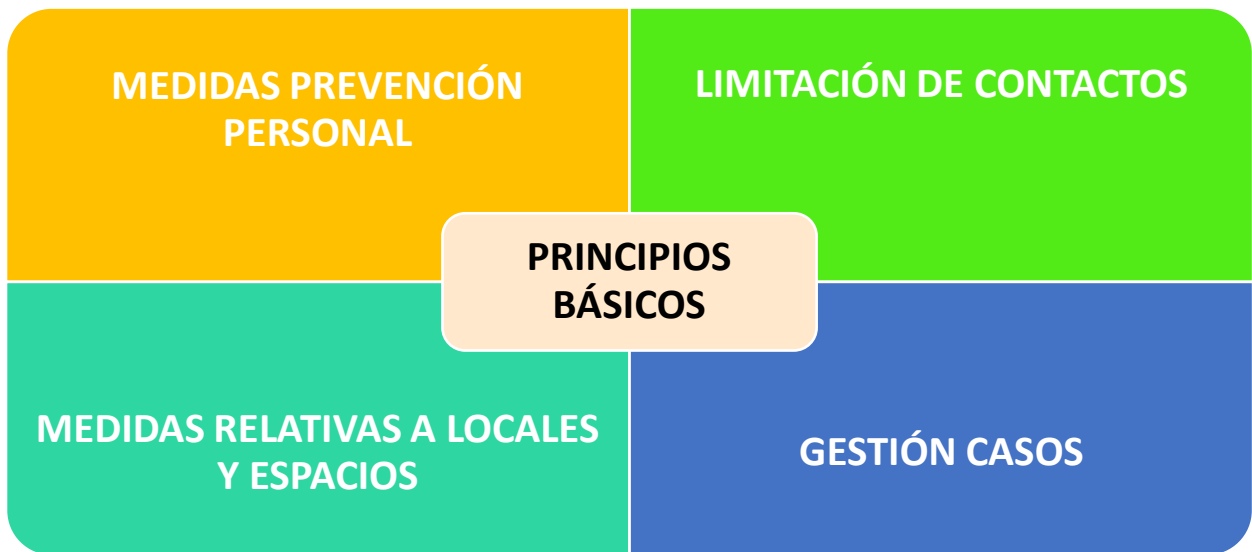 MEDIDAS PREVENCIÓN
PERSONAL
LIMITACIÓN DE CONTACTOS
PRINCIPIOS
BÁSICOS
MEDIDAS RELATIVAS A LOCALES
Y ESPACIOS
GESTIÓN CASOS